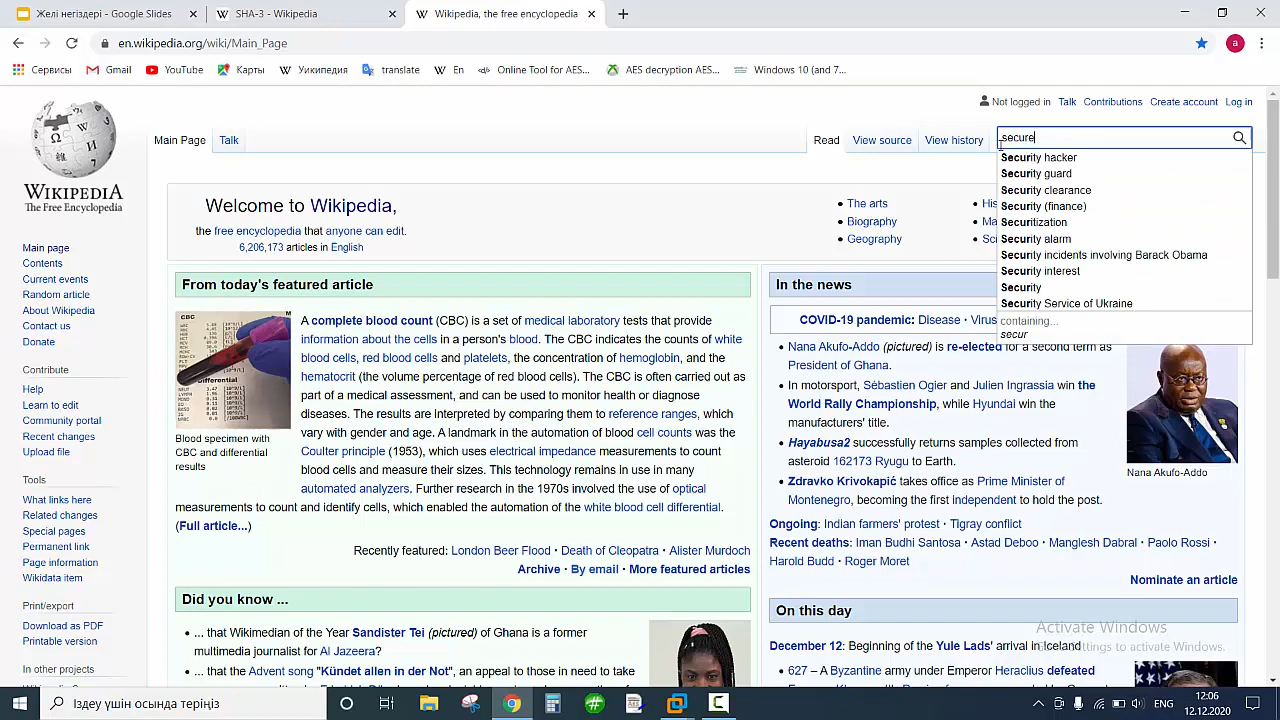 Желі негіздері - Google Slides
SHA-3 - Wikipedia
Wikipedia, the free encyclopedia
en.wikipedia.org/wiki/Main_Page
a
Сервисы
Gmail
YouTube
Карты
Уикипедия
translate
En
Online Tool for AES...
AES decryption AES...
Windows 10 (and 7...
Not logged in Talk Contributions Create account Log in
Main Page Talk
Read View source View history
secure
Security hacker
Security guard
Security clearance
Security (finance)
Securitization
Security alarm
Security incidents involving Barack Obama
Security interest
Security
Security Service of Ukraine
containing...
secur
WIKIPEDIA
The Free Encyclopedia
Main page
Contents
Current events
Random article
About Wikipedia
Contact us
Donate
Contribute
Help
Learn to edit
Community portal
Recent changes
Upload file
Tools
What links here
Related changes
Special pages
Permanent link
Page information
Wikidata item
Print/export
Download as PDF
Printable version
In other projects
Welcome to Wikipedia,
the free encyclopedia that anyone can edit.
6,206,173 articles in English
The arts
Biography
Geography
From today's featured article
CBC
Differential
A complete blood count (CBC) is a set of medical laboratory tests that provide
information about the cells in a person's blood. The CBC indicates the counts of white
blood cells, red blood cells and platelets, the concentration of hemoglobin, and the
hematocrit (the volume percentage of red blood cells). The CBC is often carried out as
part of a medical assessment, and can be used to monitor health or diagnose
diseases. The results are interpreted by comparing them to reference ranges, which
vary with gender and age. A landmark in the automation of blood cell counts was the
Coulter principle (1953), which uses electrical impedance measurements to count
blood cells and measure their sizes. This technology remains in use in many
automated analyzers. Further research in the 1970s involved the use of optical
measurements to count and identify cells, which enabled the automation of the white blood cell differential.
(Full article...)
Blood specimen with
CBC and differential
results
Recently featured: London Beer Flood · Death of Cleopatra · Alister Murdoch
Archive · By email · More featured articles
Did you know ...
... that Wikimedian of the Year Sandister Tei (pictured) of Ghana is a former
multimedia journalist for Al Jazeera?
... that the Advent song "Kündet allen in der Not", an appeal to those in need to take
In the news
COVID-19 pandemic: Disease · Virus
Nana Akufo-Addo (pictured) is re-elected for a second term as
President of Ghana.
In motorsport, Sébastien Ogier and Julien Ingrassia win the
World Rally Championship, while Hyundai win the
manufacturers' title.
Hayabusa2 successfully returns samples collected from
asteroid 162173 Ryugu to Earth.
Zdravko Krivokapić takes office as Prime Minister of
Montenegro, becoming the first independent to hold the post.
Nana Akufo-Addo
Ongoing: Indian farmers' protest · Tigray conflict
Recent deaths: Iman Budhi Santosa · Astad Deboo · Manglesh Dabral · Paolo Rossi ·
Harold Budd · Roger Moret
Nominate an article
On this day
December 12: Beginning of the Yule Lads' arrival in Iceland
627 – A Byzantine army under Emperor Heraclius defeated
Activate Windows
ttings to activate Windows.
Іздеу үшін осында теріңіз
ENG
12:06
12.12.2020